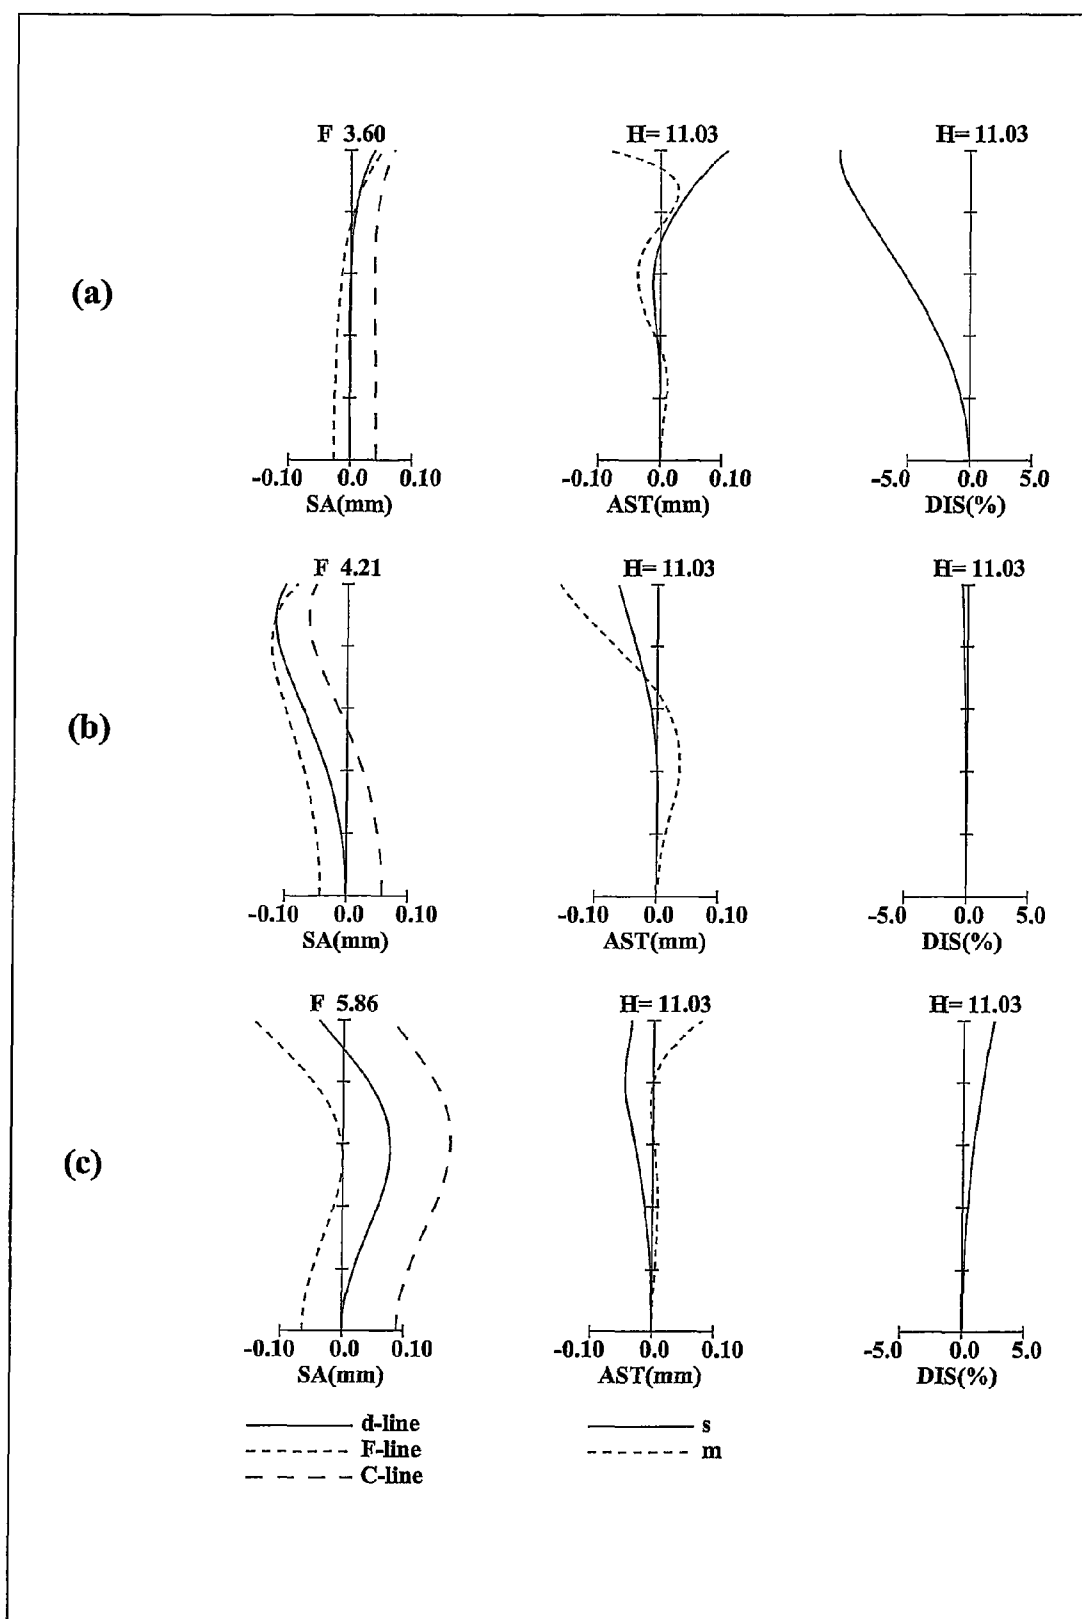 F 3.60 H= 11.03 H= 11.03
(a)
-0.10 0.0 0.10 -0.10 0.0 0.10 -5.0 0.0 5.0
SA(mm) AST(mm) DIS(%)
F 4.21 H= 11.03 H= 11.03
(b)
-0.10 0.0 0.10 -0.10 0.0 0.10 -5.0 0.0 5.0
SA(mm) AST(mm) DIS(%)
F 5.86 H= 11.03 H= 11.03
(c)
-0.10 0.0 0.10 -0.10 0.0 0.10 -5.0 0.0 5.0
SA(mm) AST(mm) DIS(%)
d-line s
F-line m
C-line